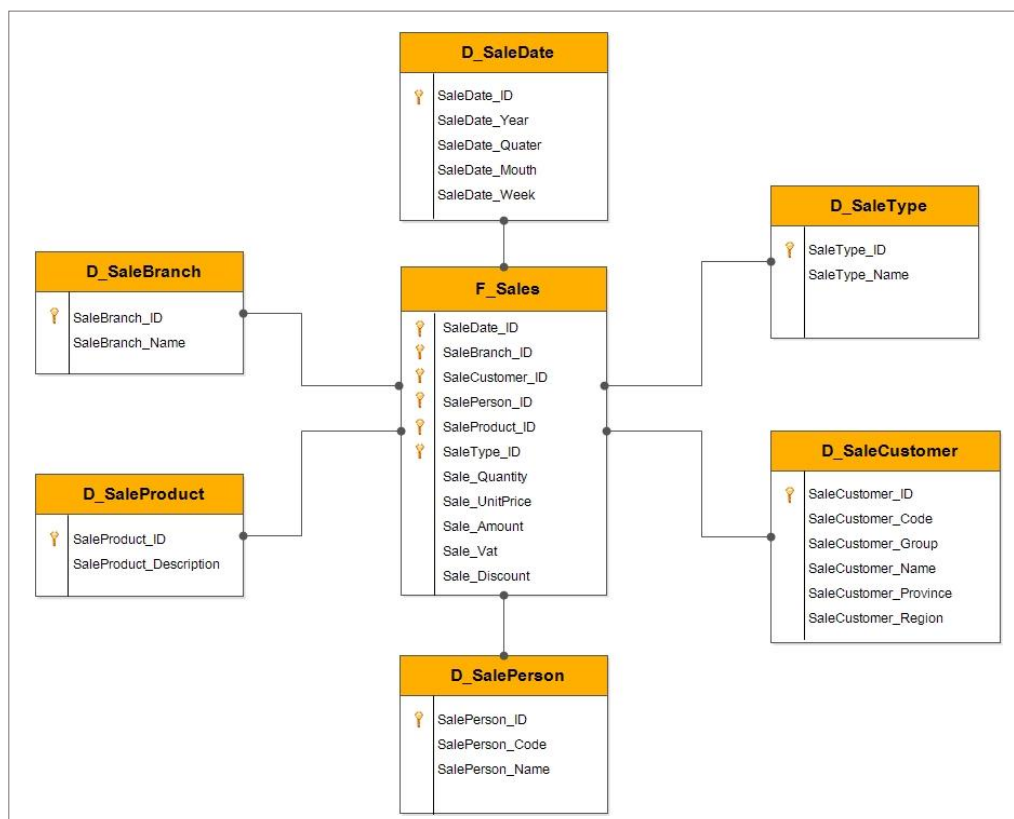 D_SaleDate
SaleDate_ID
SaleDate_Year
SaleDate_Quater
SaleDate_Mouth
SaleDate_Week
D_SaleType
SaleType_ID
SaleType_Name
D_SaleBranch
SaleBranch_ID
SaleBranch_Name
F_Sales
SaleDate_ID
SaleBranch_ID
SaleCustomer_ID
SalePerson_ID
SaleProduct_ID
SaleType_ID
Sale_Quantity
Sale_UnitPrice
Sale_Amount
Sale_Vat
Sale_Discount
D_SaleCustomer
SaleCustomer_ID
SaleCustomer_Code
SaleCustomer_Group
SaleCustomer_Name
SaleCustomer_Province
SaleCustomer_Region
D_SaleProduct
SaleProduct_ID
SaleProduct_Description
D_SalePerson
SalePerson_ID
SalePerson_Code
SalePerson_Name